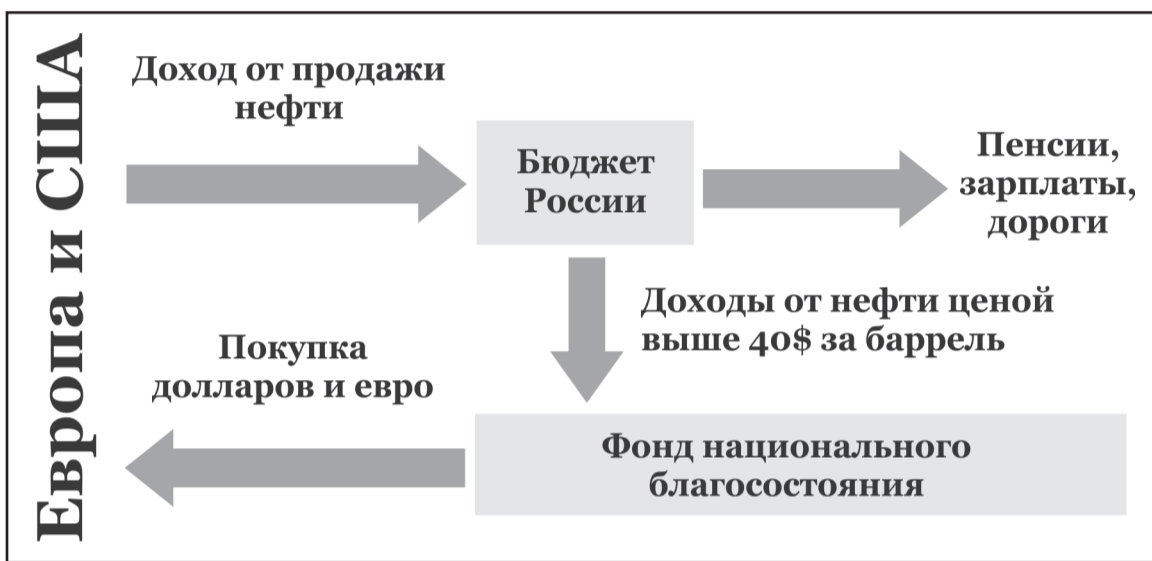 Европа и США
Доход от продажи
нефти
Бюджет
России
Пенсии,
зарплаты,
дороги
Доходы от нефти ценой
выше 40$ за баррель
Покупка
долларов и евро
Фонд национального
благосостояния